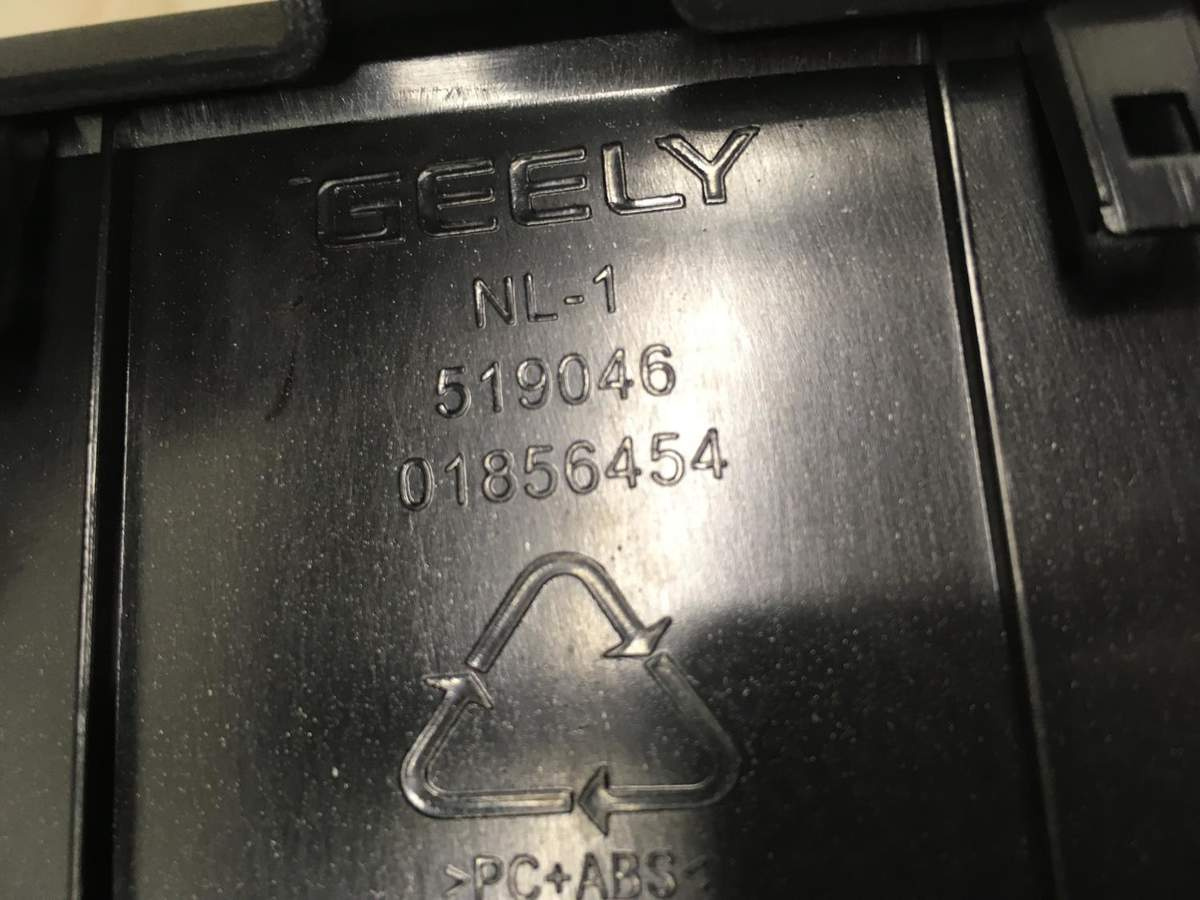 GEELY
NL-1
519046
01856454
>PC+ABS<